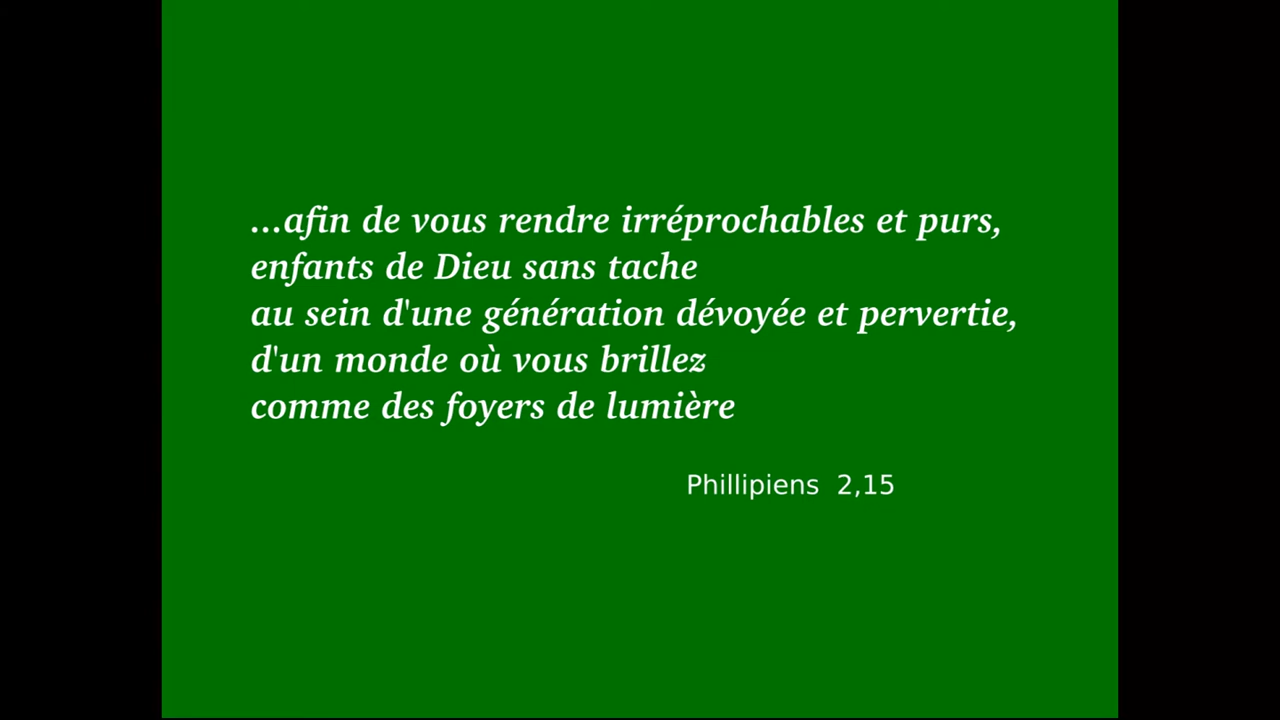 ...afin de vous rendre irréprochables et purs,
enfants de Dieu sans tache
au sein d'une génération dévoyée et pervertie,
d'un monde où vous brillez
comme des foyers de lumière
Phillipiens 2,15